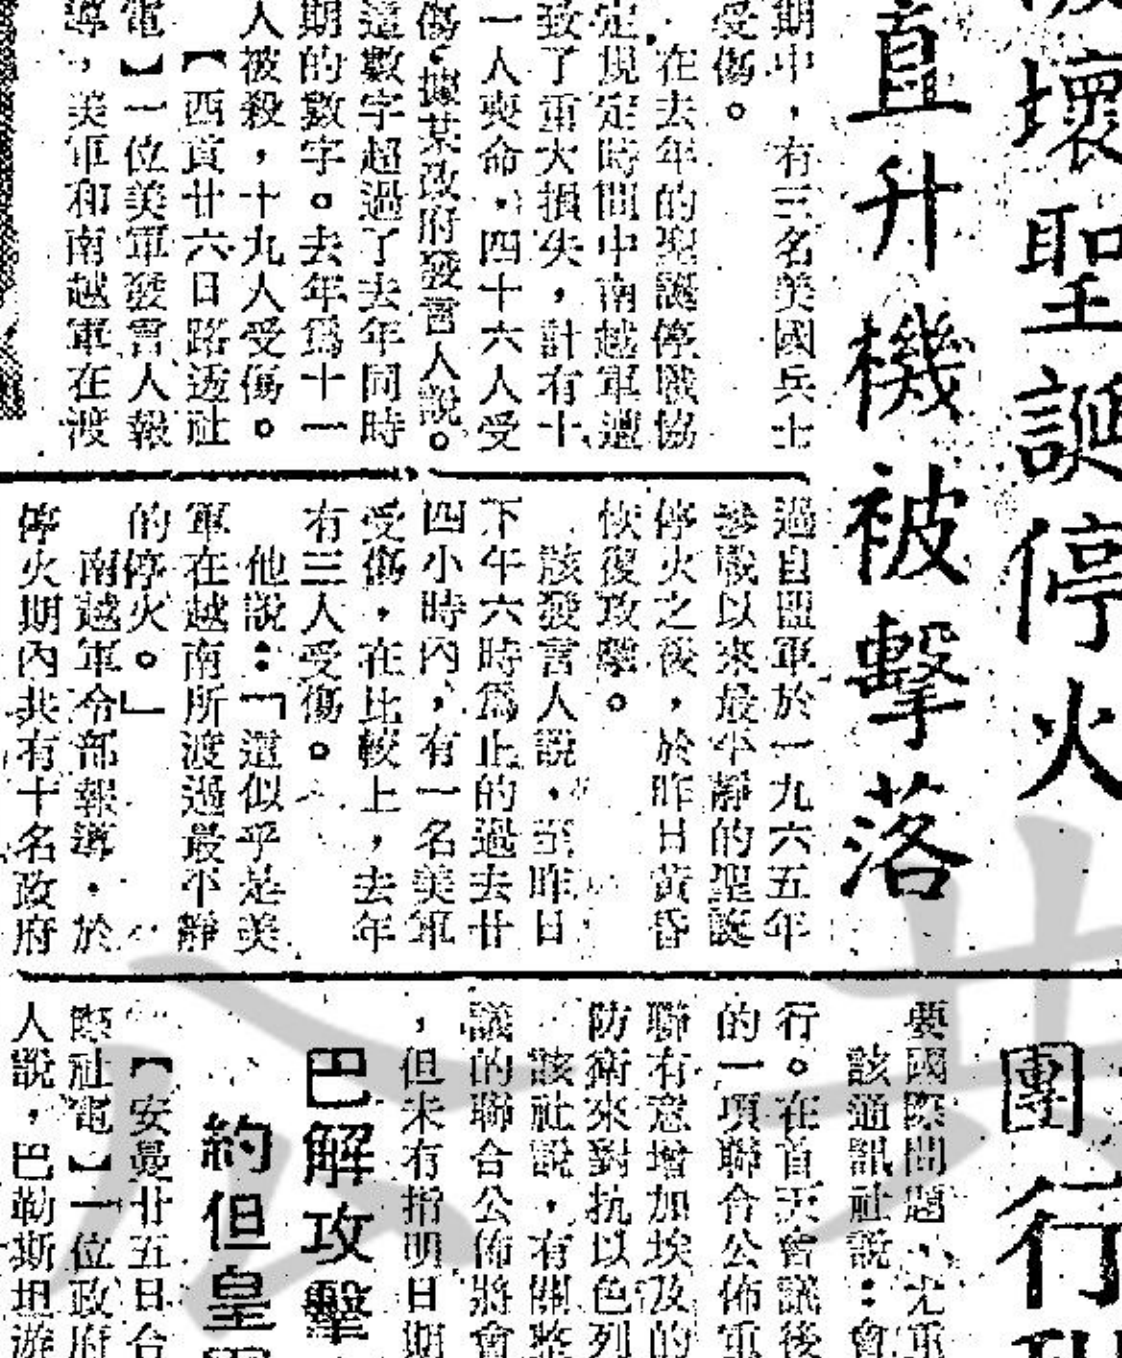 壞聖誕停火
直升機被擊落
期中，有三名美國兵士
受傷。
在去年的聖誕停戰協
定規定時間中南越軍遭
致了重大損失，計有十
一人喪命，四十六人受
傷，據某政府發言人說。
這數字超過了去年同時
期的數字。去年爲十一
人被殺，十九人受傷。
【西貢廿六日路透社
電】一位美軍發言人報
導，美軍和南越軍在渡
過自盟軍於一九六五年
參戰以來最平靜的聖誕
停火之後，於昨日黃昏
恢復攻擊。
該發言人說，至昨日
下午六時爲止的過去廿
四小時內，有一名美軍
受傷，在比較上，去年
有三人受傷。
他說：「這似乎是美
軍在越南所渡過最平靜
的停火。」
南越軍令部報導，於
停火期內共有十名政府
團行
要國際問題，尤重
該通訊社說：會
行。在首天會議後
的一項聯合公佈重
聯有意增加埃及的
防衛來對抗以色列
該社說，有關將
議的聯合公佈將會
，但未有指明日期
巴解攻擊
約但皇
【安曼廿五日合
際社電】一位政府
人說，巴勒斯坦游
共
公